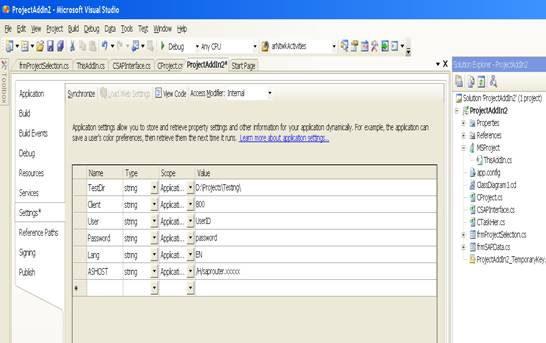 ProjectAddIn2 - Microsoft Visual Studio
File Edit View Project Build Debug Data Tools Test Window Help
Debug Any CPU arNtwkActivities
frmProjectSelection.cs ThisAddIn.cs CSAPInterface.cs CProject.cs ProjectAddIn2* Start Page
Toolbox
Application
Build
Build Events
Debug
Resources
Services
Settings*
Reference Paths
Signing
Publish
Synchronize Load Web Settings View Code Access Modifier: Internal
Application settings allow you to store and retrieve property settings and other information for your application dynamically. For example, the application can
save a user's color preferences, then retrieve them the next time it runs. Learn more about application settings...
Name Type Scope Value
TestDir string Applicati... D:\Projects\Testing\
Client string Applicati... 800
User string Applicati... UserID
Password string Applicati... password
Lang string Applicati... EN
ASHOST string Applicati... /H/saprouter.xxxxx
Solution Explorer - ProjectAddIn2
Solution 'ProjectAddIn2' (1 project)
ProjectAddIn2
Properties
References
MSProject
ThisAddIn.cs
app.config
ClassDiagram1.cd
CProject.cs
CSAPInterface.cs
CTaskHier.cs
frmProjectSelection.cs
frmSAPData.cs
ProjectAddIn2_TemporaryKey.